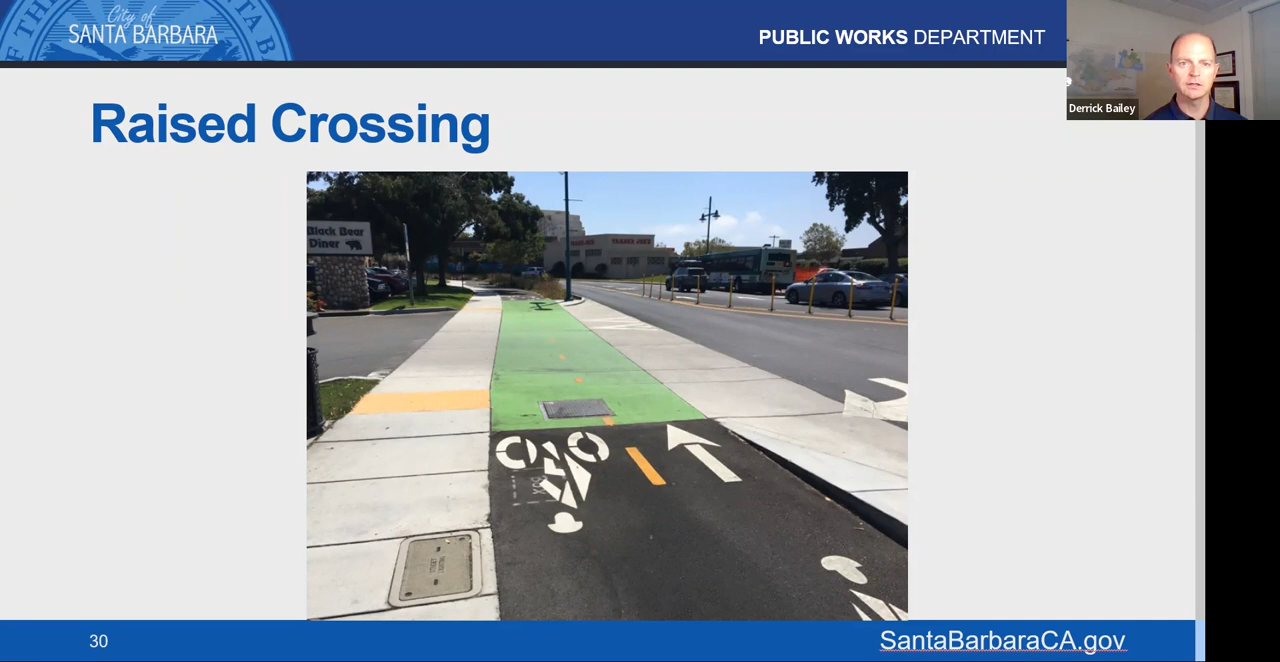 City of
SANTA BARBARA
PUBLIC WORKS DEPARTMENT
Derrick Bailey
Raised Crossing
Black Bear
Diner
TRADER JOE'S
30
SantaBarbaraCA.gov